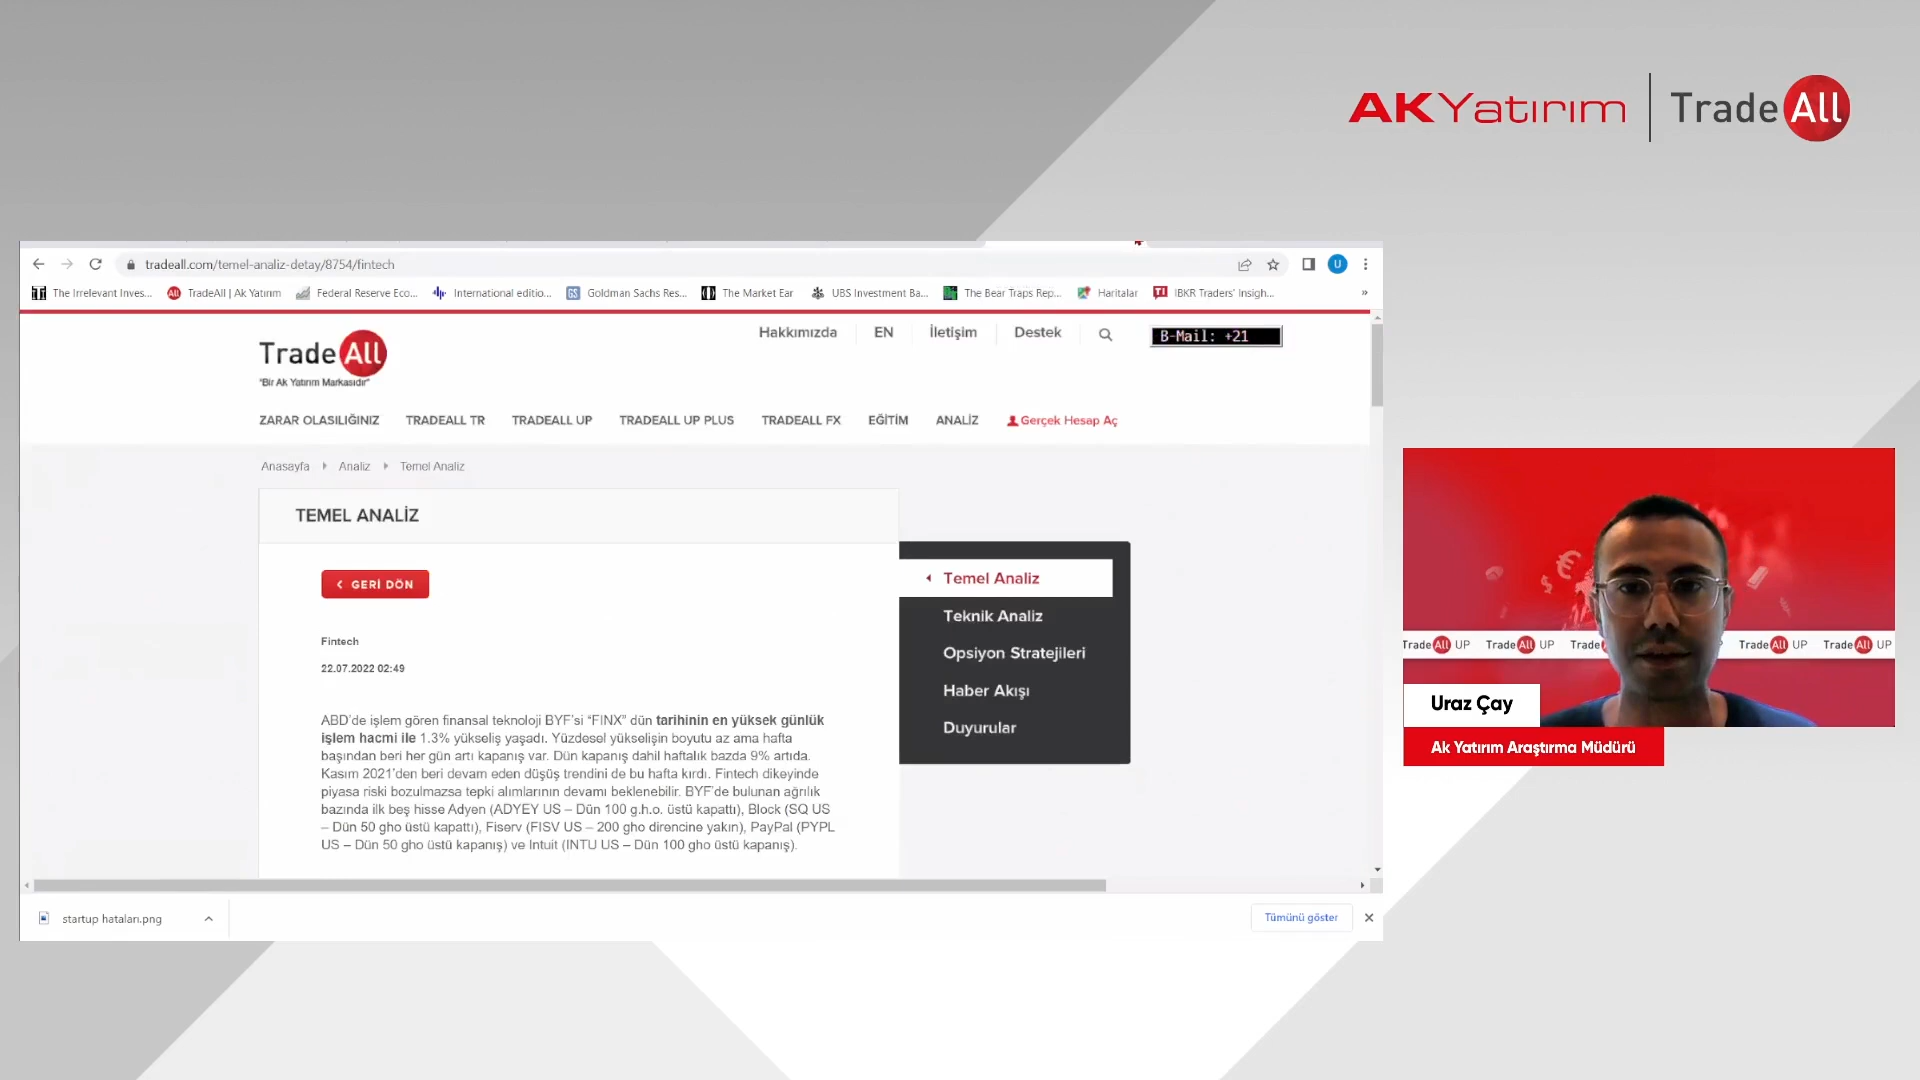 AKYatırım
TradeAll
tradeall.com/temel-analiz-detay/8754/fintech
U
The Irrelevant Inves...
TradeAll | Ak Yatırım
Federal Reserve Eco...
International editio...
GS Goldman Sachs Res...
The Market Ear
UBS Investment Ba...
The Bear Traps Rep...
Haritalar
TI IBKR Traders' Insigh...
»
TradeAll
"Bir Ak Yatırım Markasıdır"
Hakkımızda
EN
İletişim
Destek
B-Mail: +21
ZARAR OLASILIĞINIZ
TRADEALL TR
TRADEALL UP
TRADEALL UP PLUS
TRADEALL FX
EĞİTİM
ANALİZ
Gerçek Hesap Aç
Anasayfa
Analiz
Temel Analiz
TEMEL ANALİZ
GERİ DÖN
Fintech
22.07.2022 02:49
ABD'de işlem gören finansal teknoloji BYF'si "FINX" dün tarihinin en yüksek günlük
işlem hacmi ile 1.3% yükseliş yaşadı. Yüzdesel yükselişin boyutu az ama hafta
başından beri her gün artı kapanış var. Dün kapanış dahil haftalık bazda 9% artıda.
Kasım 2021'den beri devam eden düşüş trendini de bu hafta kırdı. Fintech dikeyinde
piyasa riski bozulmazsa tepki alımlarının devamı beklenebilir. BYF'de bulunan ağrılık
bazında ilk beş hisse Adyen (ADYEY US – Dün 100 g.h.o. üstü kapattı), Block (SQ US
– Dün 50 gho üstü kapattı), Fiserv (FISV US – 200 gho direncine yakın), PayPal (PYPL
US – Dün 50 gho üstü kapanış) ve Intuit (INTU US – Dün 100 gho üstü kapanış).
Temel Analiz
Teknik Analiz
Opsiyon Stratejileri
Haber Akışı
Duyurular
startup hataları.png
Tümünü göster
TradeAll UP
TradeAll UP
Trade
TradeAll UP
TradeAll UP
Uraz Çay
Ak Yatırım Araştırma Müdürü